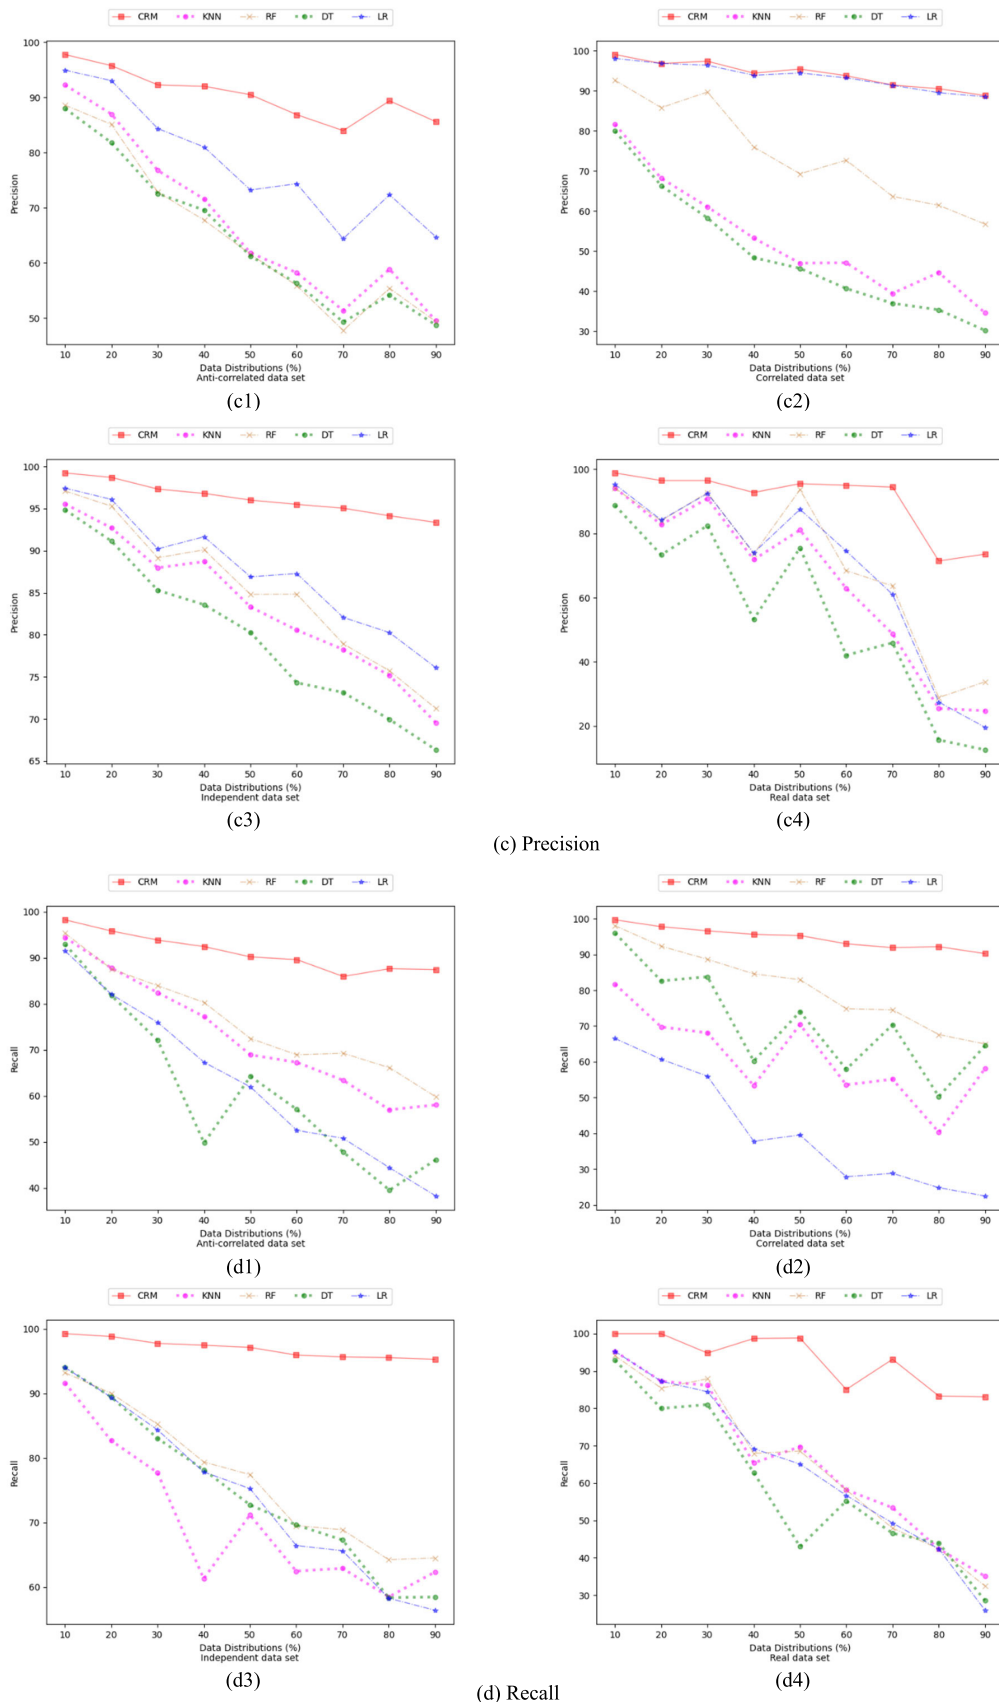 CRM KNN RF DT LR
CRM KNN RF DT LR
100
90
80
70
60
50
Precision
10 20 30 40 50 60 70 80 90
Data Distributions (%)
Anti-correlated data set
(c1)
100
90
80
70
60
50
40
30
Precision
10 20 30 40 50 60 70 80 90
Data Distributions (%)
Correlated data set
(c2)
CRM KNN RF DT LR
CRM KNN RF DT LR
100
95
90
85
80
75
70
65
Precision
10 20 30 40 50 60 70 80 90
Data Distributions (%)
Independent data set
(c3)
100
80
60
40
20
Precision
10 20 30 40 50 60 70 80 90
Data Distributions (%)
Real data set
(c4)
(c) Precision
CRM KNN RF DT LR
CRM KNN RF DT LR
100
90
80
70
60
50
40
Recall
10 20 30 40 50 60 70 80 90
Data Distributions (%)
Anti-correlated data set
(d1)
100
90
80
70
60
50
40
30
20
Recall
10 20 30 40 50 60 70 80 90
Data Distributions (%)
Correlated data set
(d2)
CRM KNN RF DT LR
CRM KNN RF DT LR
100
90
80
70
60
Recall
10 20 30 40 50 60 70 80 90
Data Distributions (%)
Independent data set
(d3)
100
90
80
70
60
50
40
30
Recall
10 20 30 40 50 60 70 80 90
Data Distributions (%)
Real data set
(d4)
(d) Recall